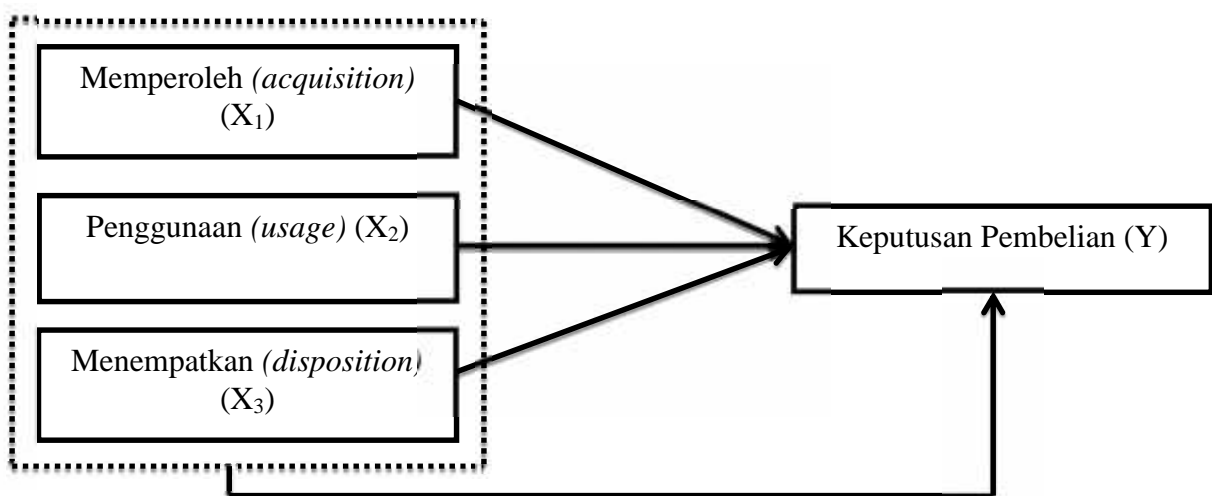 Memperoleh (acquisition)
(X₁)
Penggunaan (usage) (X₂)
Keputusan Pembelian (Y)
Menempatkan (disposition)
(X₃)